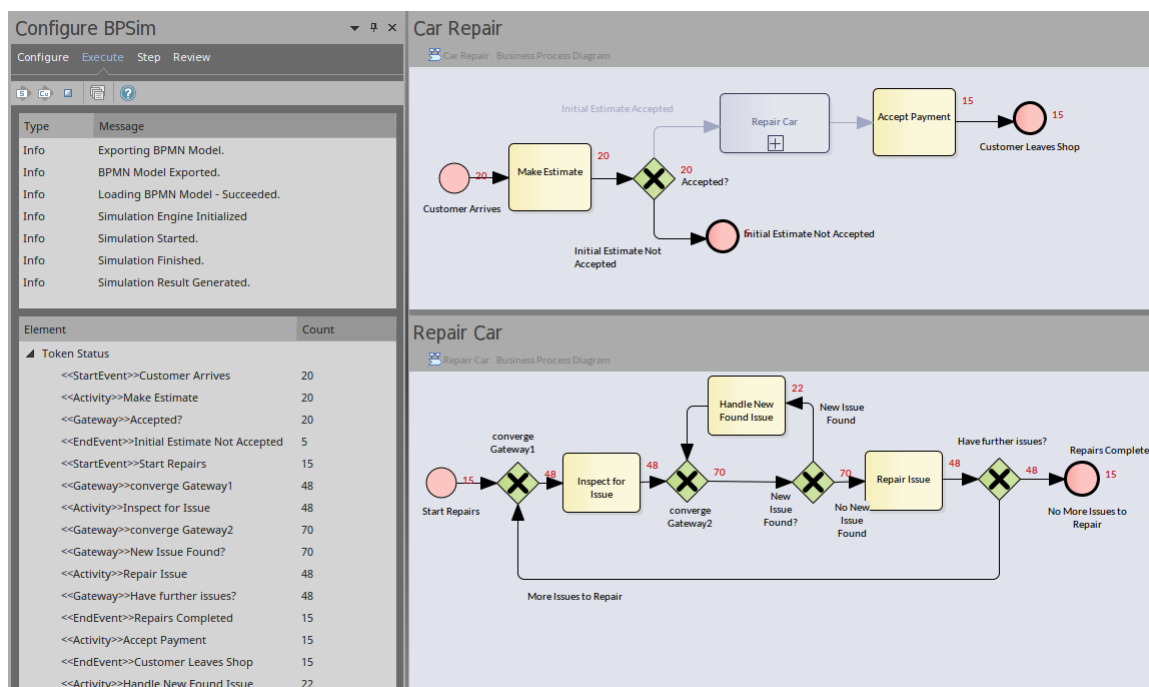 Configure BPSim
Configure Execute Step Review
Type Message
Info Exporting BPMN Model.
Info BPMN Model Exported.
Info Loading BPMN Model - Succeeded.
Info Simulation Engine Initialized
Info Simulation Started.
Info Simulation Finished.
Info Simulation Result Generated.
Element Count
Token Status
<<StartEvent>>Customer Arrives 20
<<Activity>>Make Estimate 20
<<Gateway>>Accepted? 20
<<EndEvent>>Initial Estimate Not Accepted 5
<<StartEvent>>Start Repairs 15
<<Gateway>>converge Gateway1 48
<<Activity>>Inspect for Issue 48
<<Gateway>>converge Gateway2 70
<<Gateway>>New Issue Found? 70
<<Activity>>Repair Issue 48
<<Gateway>>Have further issues? 48
<<EndEvent>>Repairs Completed 15
<<Activity>>Accept Payment 15
<<EndEvent>>Customer Leaves Shop 15
<<Activity>>Handle New Found Issue 22
Car Repair
Car Repair. Business Process Diagram
Initial Estimate Accepted
Repair Car
Accept Payment
15
15
Customer Leaves Shop
20
Customer Arrives
Make Estimate
20
20
Accepted?
Initial Estimate Not
Accepted
Initial Estimate Not Accepted
Repair Car
Repair Car. Business Process Diagram
Handle New
Found Issue
22
New Issue
Found
converge
Gateway1
15
Start Repairs
48
Inspect for
Issue
48
converge
Gateway2
70
New
Issue
Found?
70
No New
Issue
Found
Repair Issue
48
Have further issues?
48
Repairs Complete
15
No More Issues to
Repair
More Issues to Repair